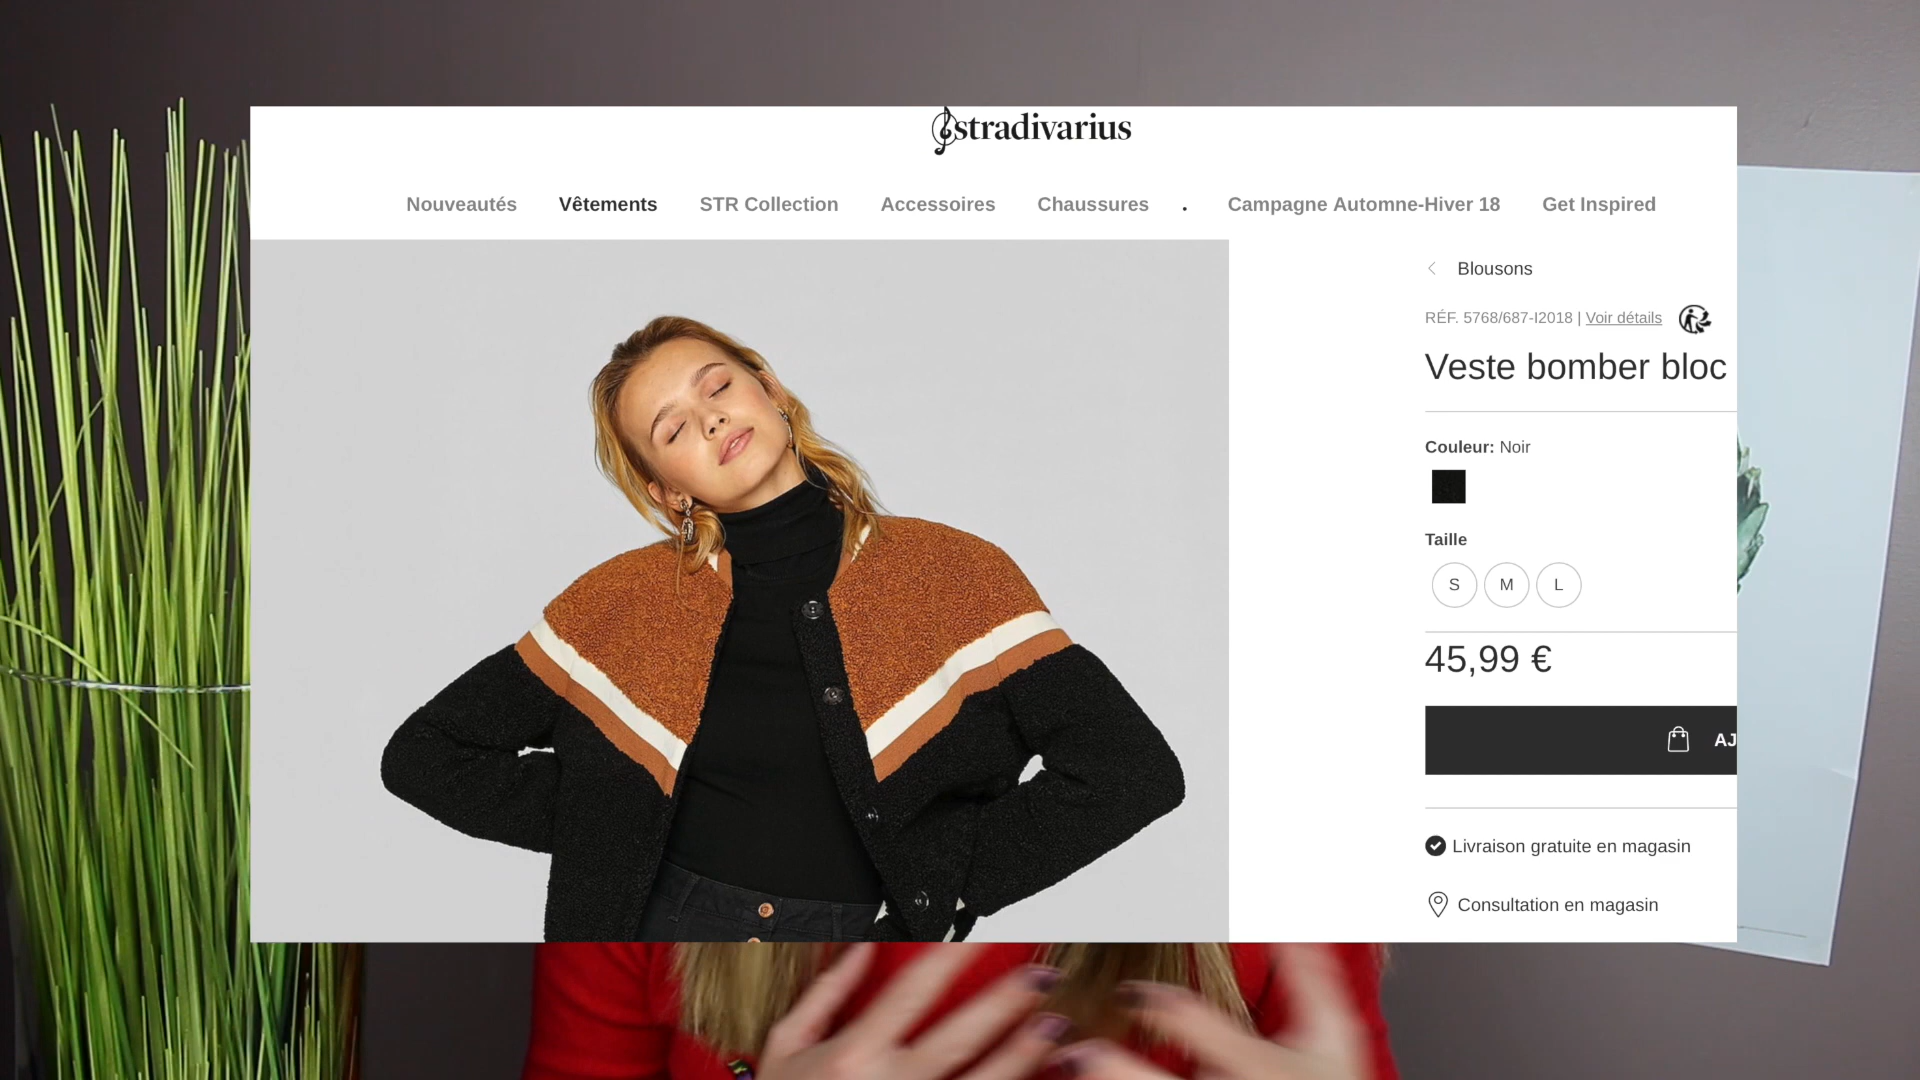 stradivarius
Nouveautés Vêtements STR Collection Accessoires Chaussures . Campagne Automne-Hiver 18 Get Inspired
Blousons
RÉF. 5768/687-I2018 | Voir détails
Veste bomber bloc
Couleur: Noir
Taille
S M L
45,99 €
AJ
Livraison gratuite en magasin
Consultation en magasin